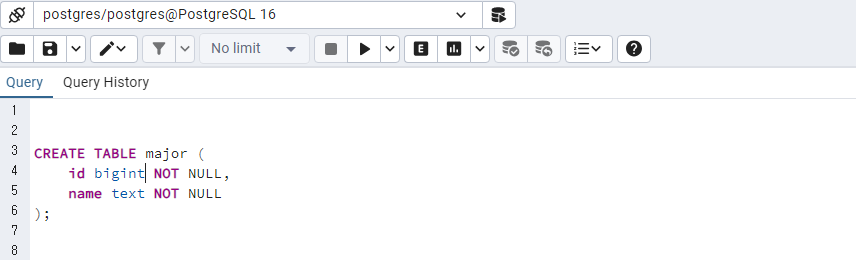 postgres/postgres@PostgreSQL 16
No limit
E
Query Query History
1
2
3 CREATE TABLE major (
4 id bigint NOT NULL,
5 name text NOT NULL
6 );
7
8